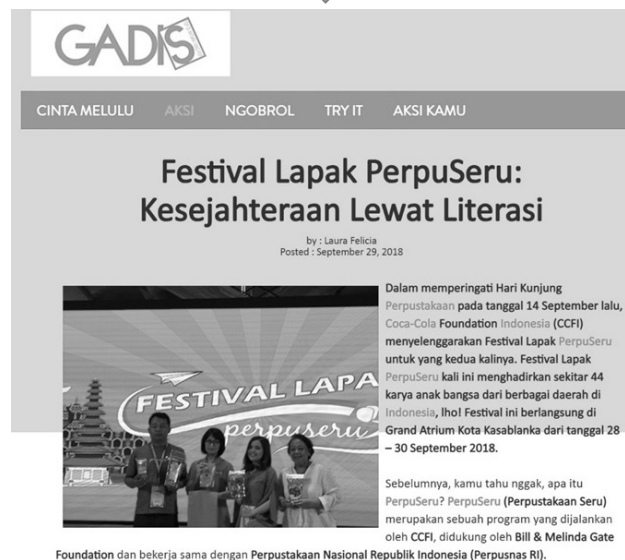 GADIS
CINTA MELULU AKSI NGOBROL TRY IT AKSI KAMU
Festival Lapak PerpuSeru:
Kesejahteraan Lewat Literasi
by : Laura Felicia
Posted : September 29, 2018
FESTIVAL LAPA
perpuseru
Dalam memperingati Hari Kunjung
Perpustakaan pada tanggal 14 September lalu,
Coca-Cola Foundation Indonesia (CCFI)
menyelenggarakan Festival Lapak PerpuSeru
untuk yang kedua kalinya. Festival Lapak
PerpuSeru kali ini menghadirkan sekitar 44
karya anak bangsa dari berbagai daerah di
Indonesia, lho! Festival ini berlangsung di
Grand Atrium Kota Kasablanka dari tanggal 28
– 30 September 2018.
Sebelumnya, kamu tahu nggak, apa itu
PerpuSeru? PerpuSeru (Perpustakaan Seru)
merupakan sebuah program yang dijalankan
oleh CCFI, didukung oleh Bill & Melinda Gate
Foundation dan bekerja sama dengan Perpustakaan Nasional Republik Indonesia (Perpusnas RI).